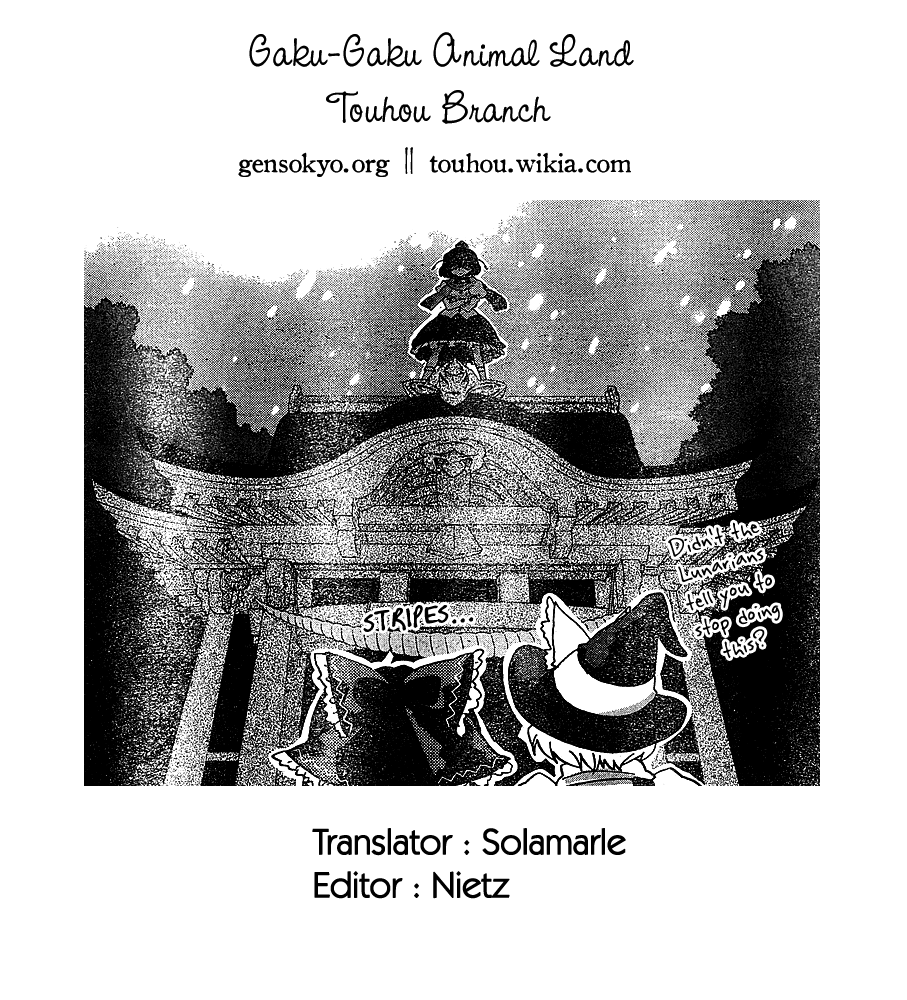 Gaku-Gaku Animal Land
Touhou Branch
gensokyo.org || touhou.wikia.com
Didn't the
Lunarians
tell you to
stop doing
this?
STRIPES...
Translator : Solamarle
Editor : Nietz